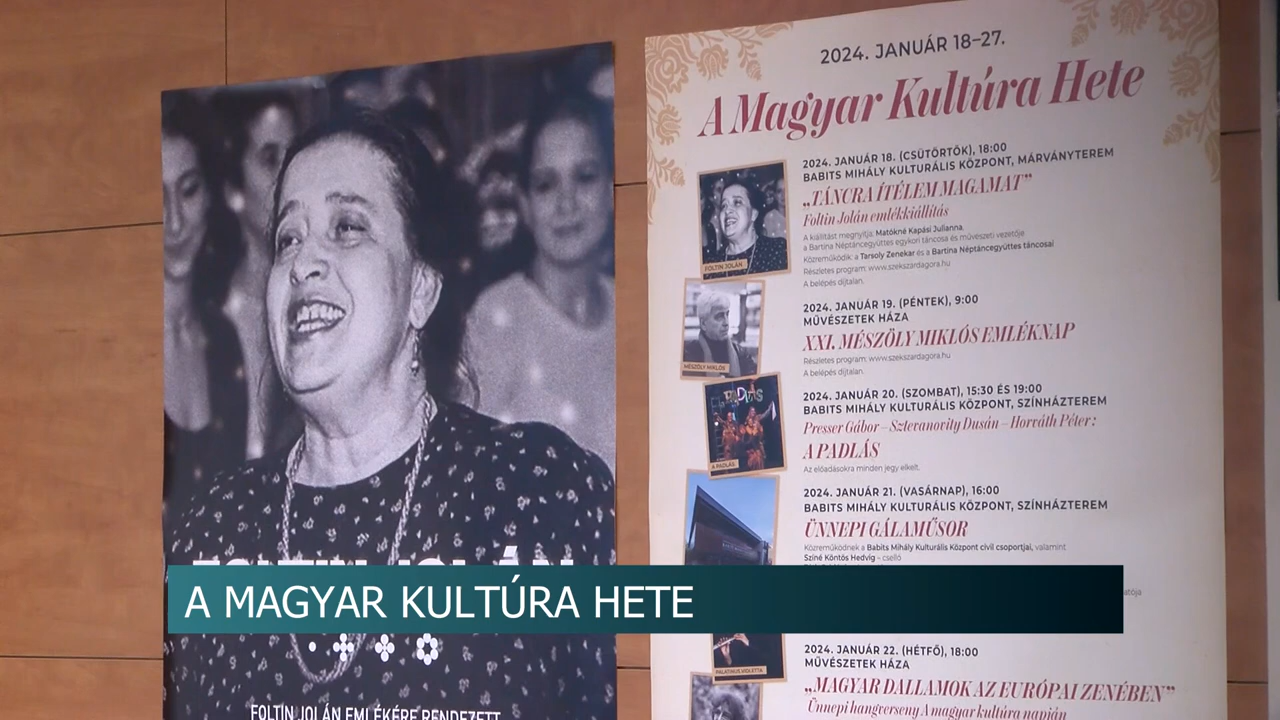 2024. JANUÁR 18–27.
A Magyar Kultúra Hete
2024. JANUÁR 18. (CSÜTÖRTÖK), 18:00
BABITS MIHÁLY KULTURÁLIS KÖZPONT, MÁRVÁNYTEREM
„TÁNCRA ÍTÉLEM MAGAMAT”
Foltin Jolán emlékkiállítás
A kiállítást megnyitja: Matókné Kapási Julianna,
a Bartina Néptáncegyüttes egykori táncosa és művészeti vezetője
Közreműködik: a Tarsoly Zenekar és a Bartina Néptáncegyüttes táncosai
Részletes program: www.szekszardagora.hu
A belépés díjtalan.
FOLTIN JOLÁN
2024. JANUÁR 19. (PÉNTEK), 9:00
MŰVÉSZETEK HÁZA
XXI. MÉSZÖLY MIKLÓS EMLÉKNAP
Részletes program: www.szekszardagora.hu
A belépés díjtalan.
MÉSZÖLY MIKLÓS
2024. JANUÁR 20. (SZOMBAT), 15:30 ÉS 19:00
BABITS MIHÁLY KULTURÁLIS KÖZPONT, SZÍNHÁZTEREM
Presser Gábor – Sztevanovity Dusán – Horváth Péter:
A PADLÁS
Az előadásokra minden jegy elkelt.
A PADLÁS
2024. JANUÁR 21. (VASÁRNAP), 16:00
BABITS MIHÁLY KULTURÁLIS KÖZPONT, SZÍNHÁZTEREM
ÜNNEPI GÁLAMŰSOR
Közreműködnek a Babits Mihály Kulturális Központ civil csoportjai, valamint
Színé Köntös Hedvig – cselló
FOLTIN JOLÁN
A MAGYAR KULTÚRA HETE
PALATINUS VIOLETTA
2024. JANUÁR 22. (HÉTFŐ), 18:00
MŰVÉSZETEK HÁZA
„MAGYAR DALLAMOK AZ EURÓPAI ZENÉBEN”
Ünnepi hangverseny A magyar kultúra napján
FOLTIN JOLÁN EMLÉKÉRE RENDEZETT